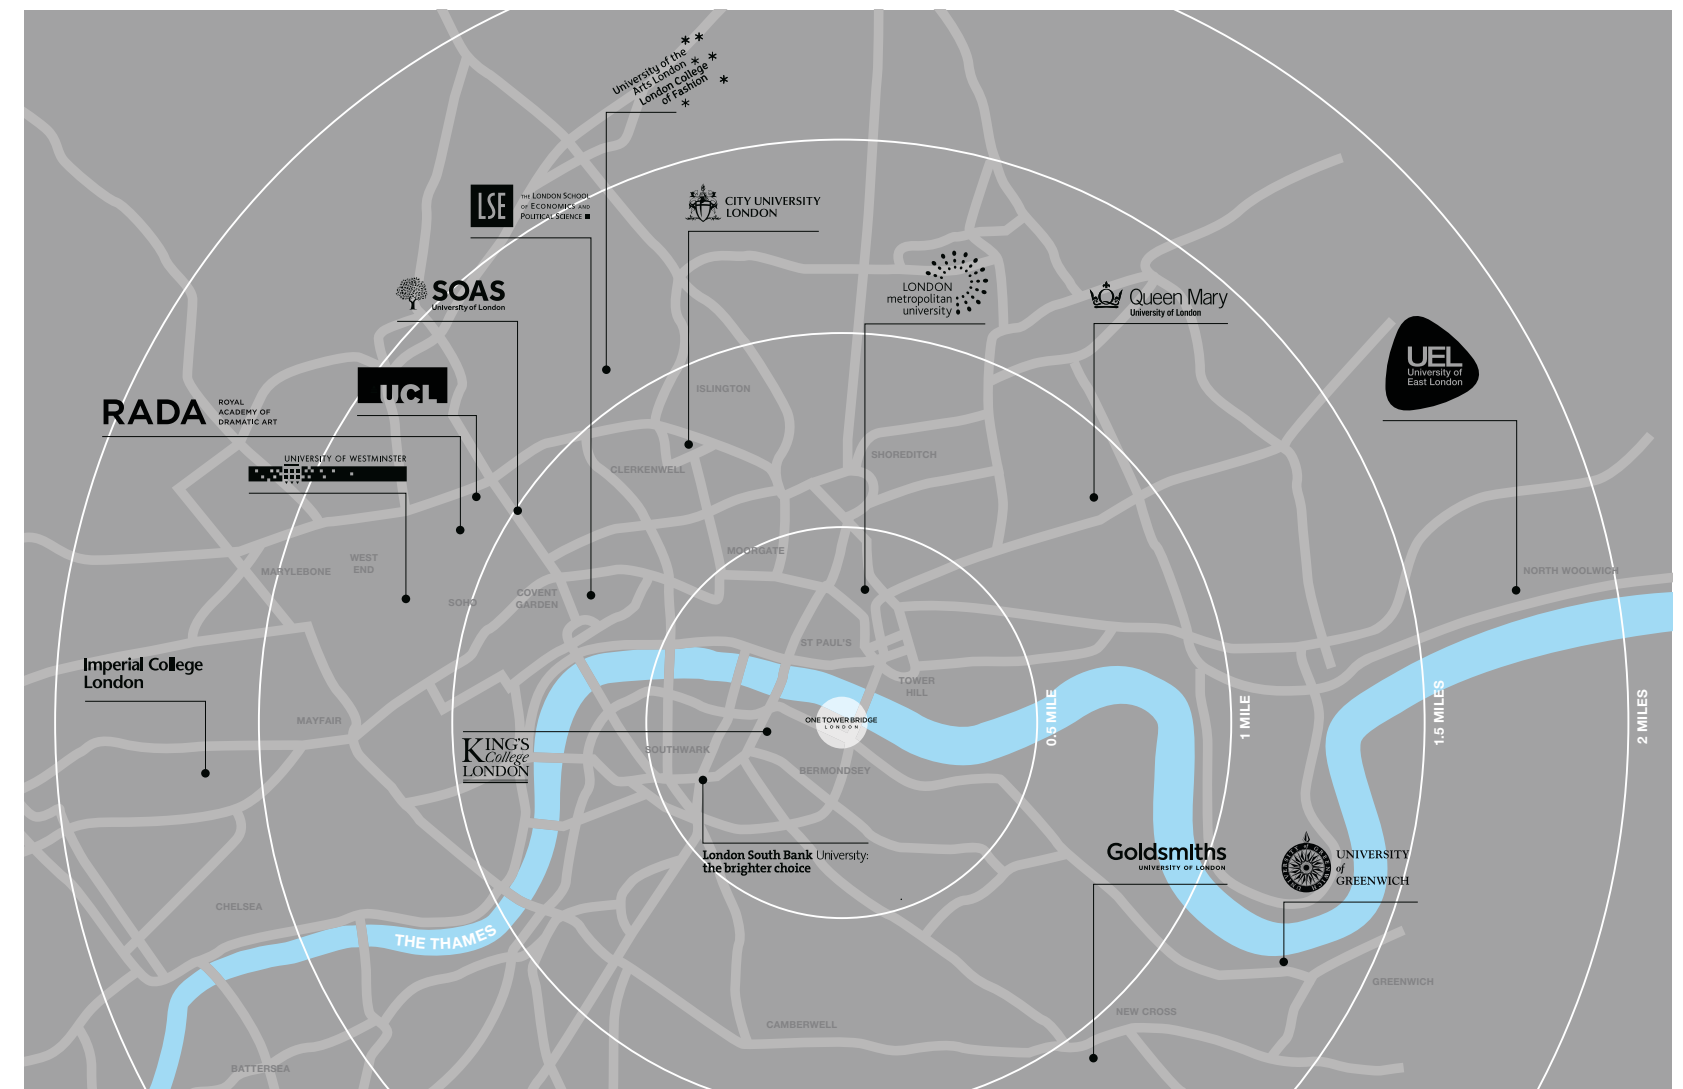 University of the
Arts London
London College
of Fashion
LSE
THE LONDON SCHOOL
OF ECONOMICS AND
POLITICAL SCIENCE
CITY UNIVERSITY
LONDON
SOAS
University of London
LONDON
metropolitan
university
Queen Mary
University of London
UEL
University of
East London
UCL
RADA
ROYAL
ACADEMY OF
DRAMATIC ART
UNIVERSITY OF WESTMINSTER
ISLINGTON
CLERKENWELL
SHOREDITCH
MOORGATE
WEST
END
MARYLEBONE
SOHO
COVENT
GARDEN
NORTH WOOLWICH
ST PAUL'S
TOWER
HILL
Imperial College
London
MAYFAIR
ONE TOWER BRIDGE
LONDON
0.5 MILE
1 MILE
1.5 MILES
2 MILES
KING'S
College
LONDON
SOUTHWARK
BERMONDSEY
London South Bank University:
the brighter choice
Goldsmiths
UNIVERSITY OF LONDON
UNIVERSITY
of
GREENWICH
CHELSEA
THE THAMES
GREENWICH
NEW CROSS
CAMBERWELL
BATTERSEA